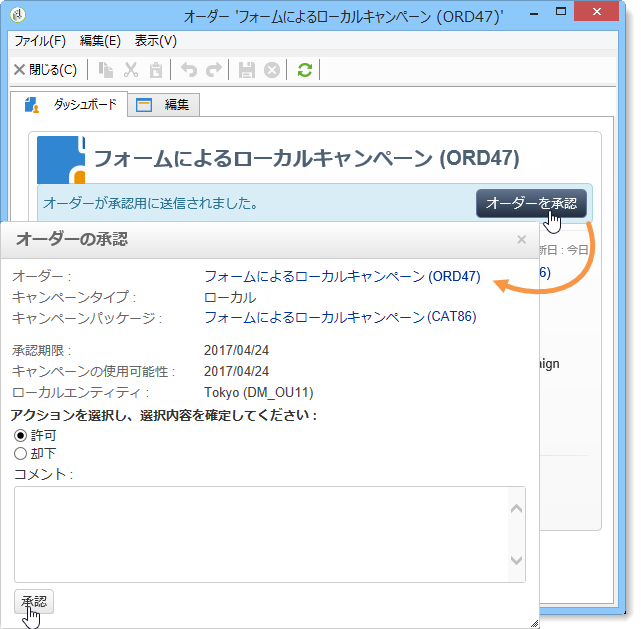 オーダー 'フォームによるローカルキャンペーン (ORD47)'
ファイル(F) 編集(E) 表示(V)
閉じる(C)
ダッシュボード 編集
フォームによるローカルキャンペーン (ORD47)
オーダーが承認用に送信されました。 オーダーを承認
オーダーの承認
新日 : 今日
オーダー : フォームによるローカルキャンペーン (ORD47)
6)
キャンペーンタイプ : ローカル
キャンペーンパッケージ : フォームによるローカルキャンペーン (CAT86)
承認期限 : 2017/04/24
キャンペーンの使用可能性 : 2017/04/24
aign
ローカルエンティティ : Tokyo (DM_OU11)
アクションを選択し、選択内容を確定してください :
許可
却下
コメント :
承認